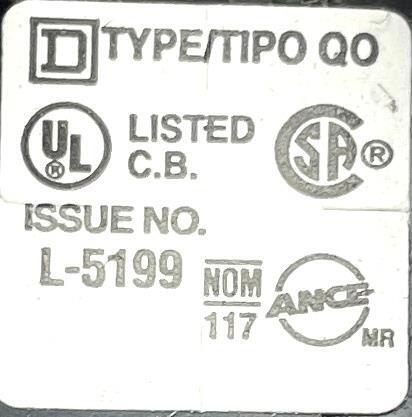 D TYPE/TIPO QO
UL ® LISTED C.B.
SA ®
ISSUE NO.
L-5199
NOM
117
ANCE
MR